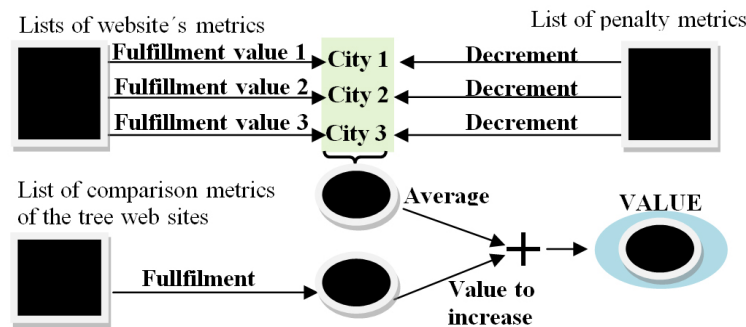 Lists of website´s metrics
List of penalty metrics
Fulfillment value 1
City 1
Decrement
Fulfillment value 2
City 2
Decrement
Fulfillment value 3
City 3
Decrement
List of comparison metrics
of the tree web sites
Average
VALUE
Fullfilment
+
Value to
increase